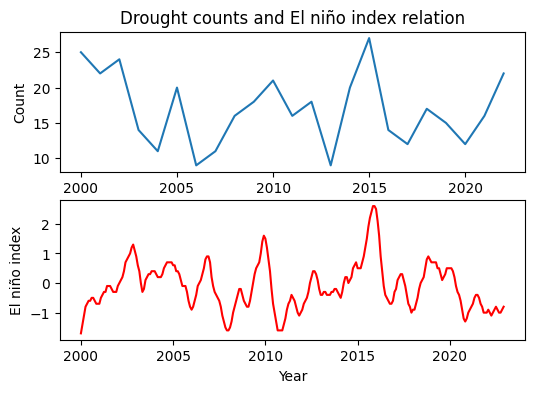 Drought counts and El niño index relation
Count
25
20
15
10
2000 2005 2010 2015 2020
El niño index
2
1
0
−1
2000 2005 2010 2015 2020
Year